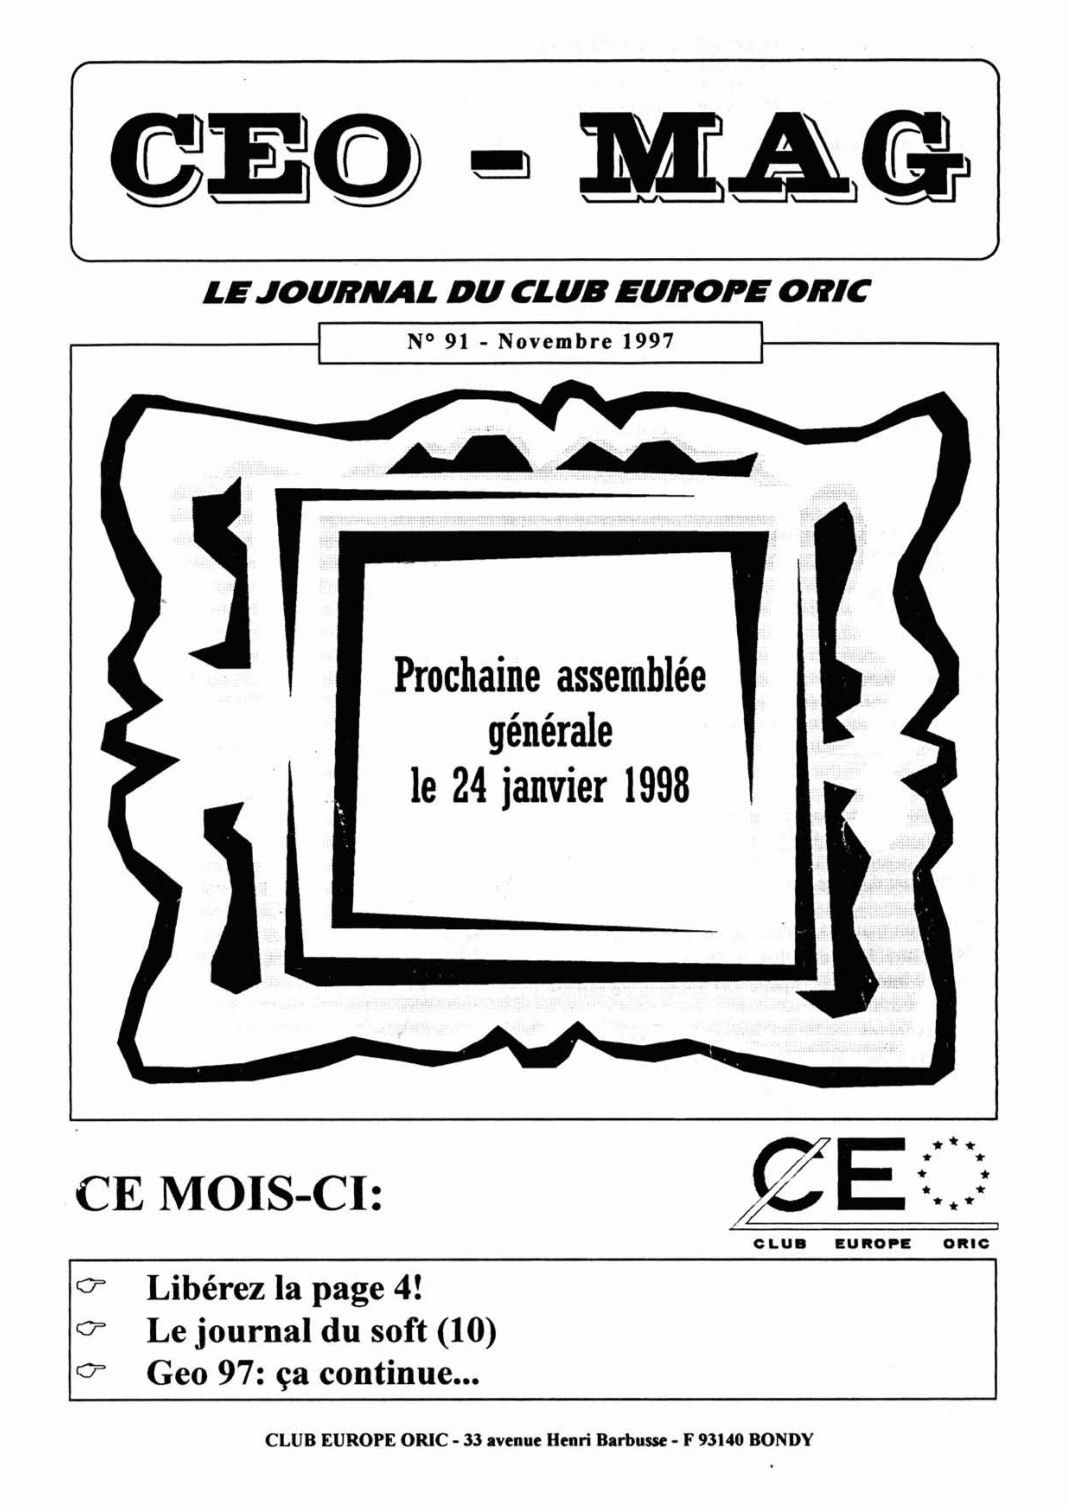 CEO - MAG
LE JOURNAL DU CLUB EUROPE ORIC
N° 91 - Novembre 1997
Prochaine assemblée
générale
le 24 janvier 1998
CE MOIS-CI:
CEO
CLUB EUROPE ORIC
☞ Libérez la page 4!
☞ Le journal du soft (10)
☞ Geo 97: ça continue...
CLUB EUROPE ORIC - 33 avenue Henri Barbusse - F 93140 BONDY